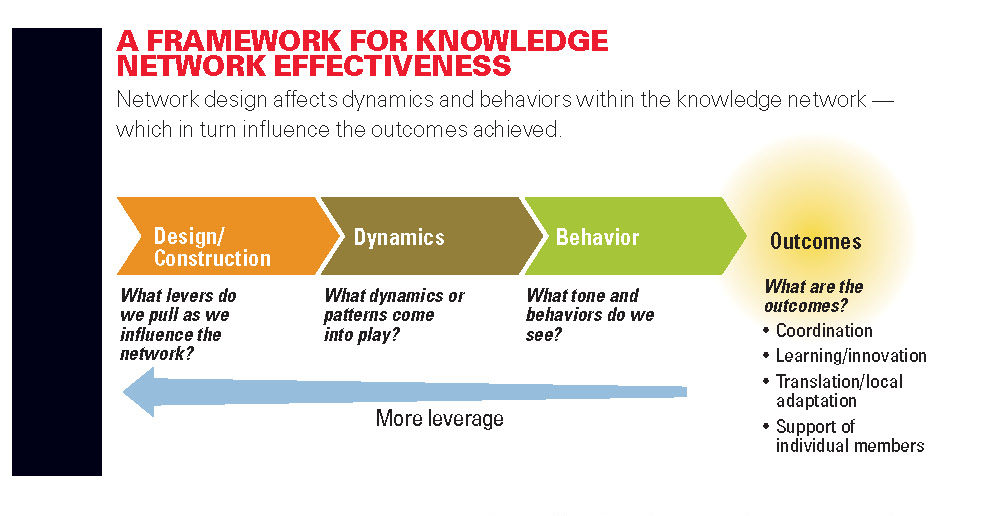 A FRAMEWORK FOR KNOWLEDGE
NETWORK EFFECTIVENESS
Network design affects dynamics and behaviors within the knowledge network —
which in turn influence the outcomes achieved.
Design/
Construction
Dynamics
Behavior
Outcomes
What levers do
we pull as we
influence the
network?
What dynamics or
patterns come
into play?
What tone and
behaviors do we
see?
What are the
outcomes?
• Coordination
• Learning/innovation
• Translation/local
adaptation
• Support of
individual members
More leverage